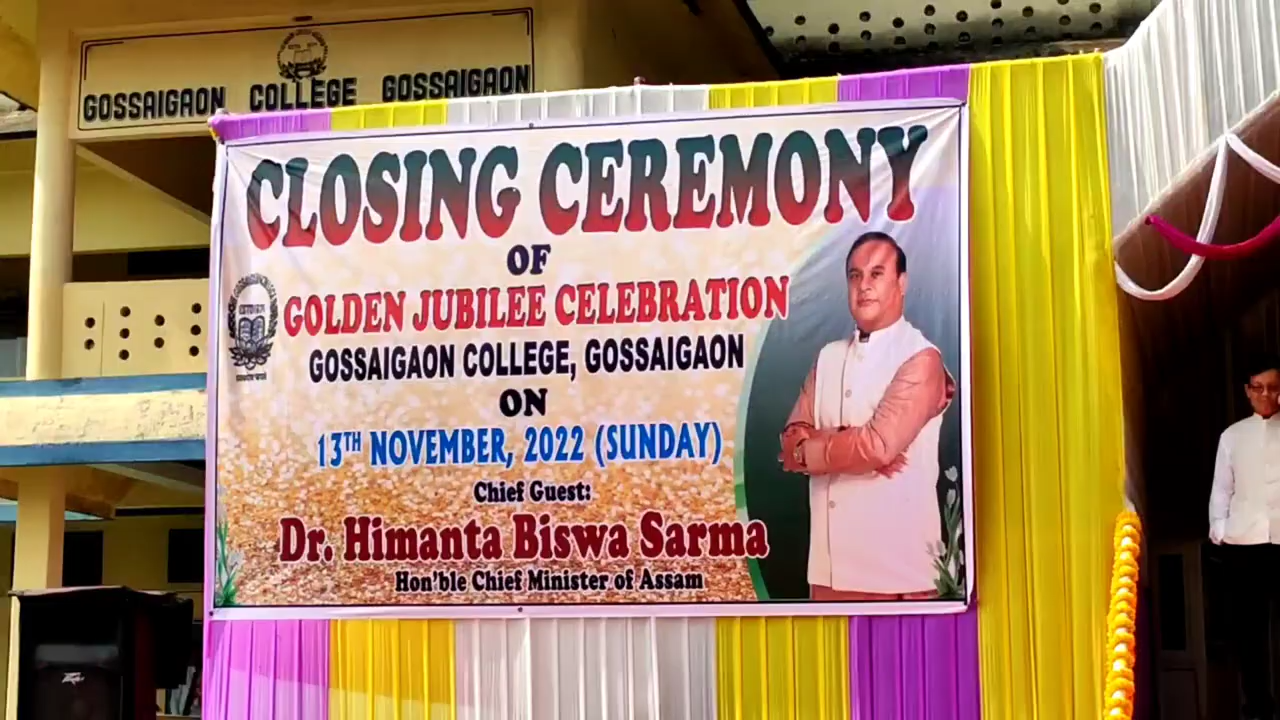 GOSSAIGAON COLLEGE GOSSAIGAON
CLOSING CEREMONY
OF
GOLDEN JUBILEE CELEBRATION
GOSSAIGAON COLLEGE, GOSSAIGAON
ON
13TH NOVEMBER, 2022 (SUNDAY)
Chief Guest:
Dr. Himanta Biswa Sarma
Hon'ble Chief Minister of Assam